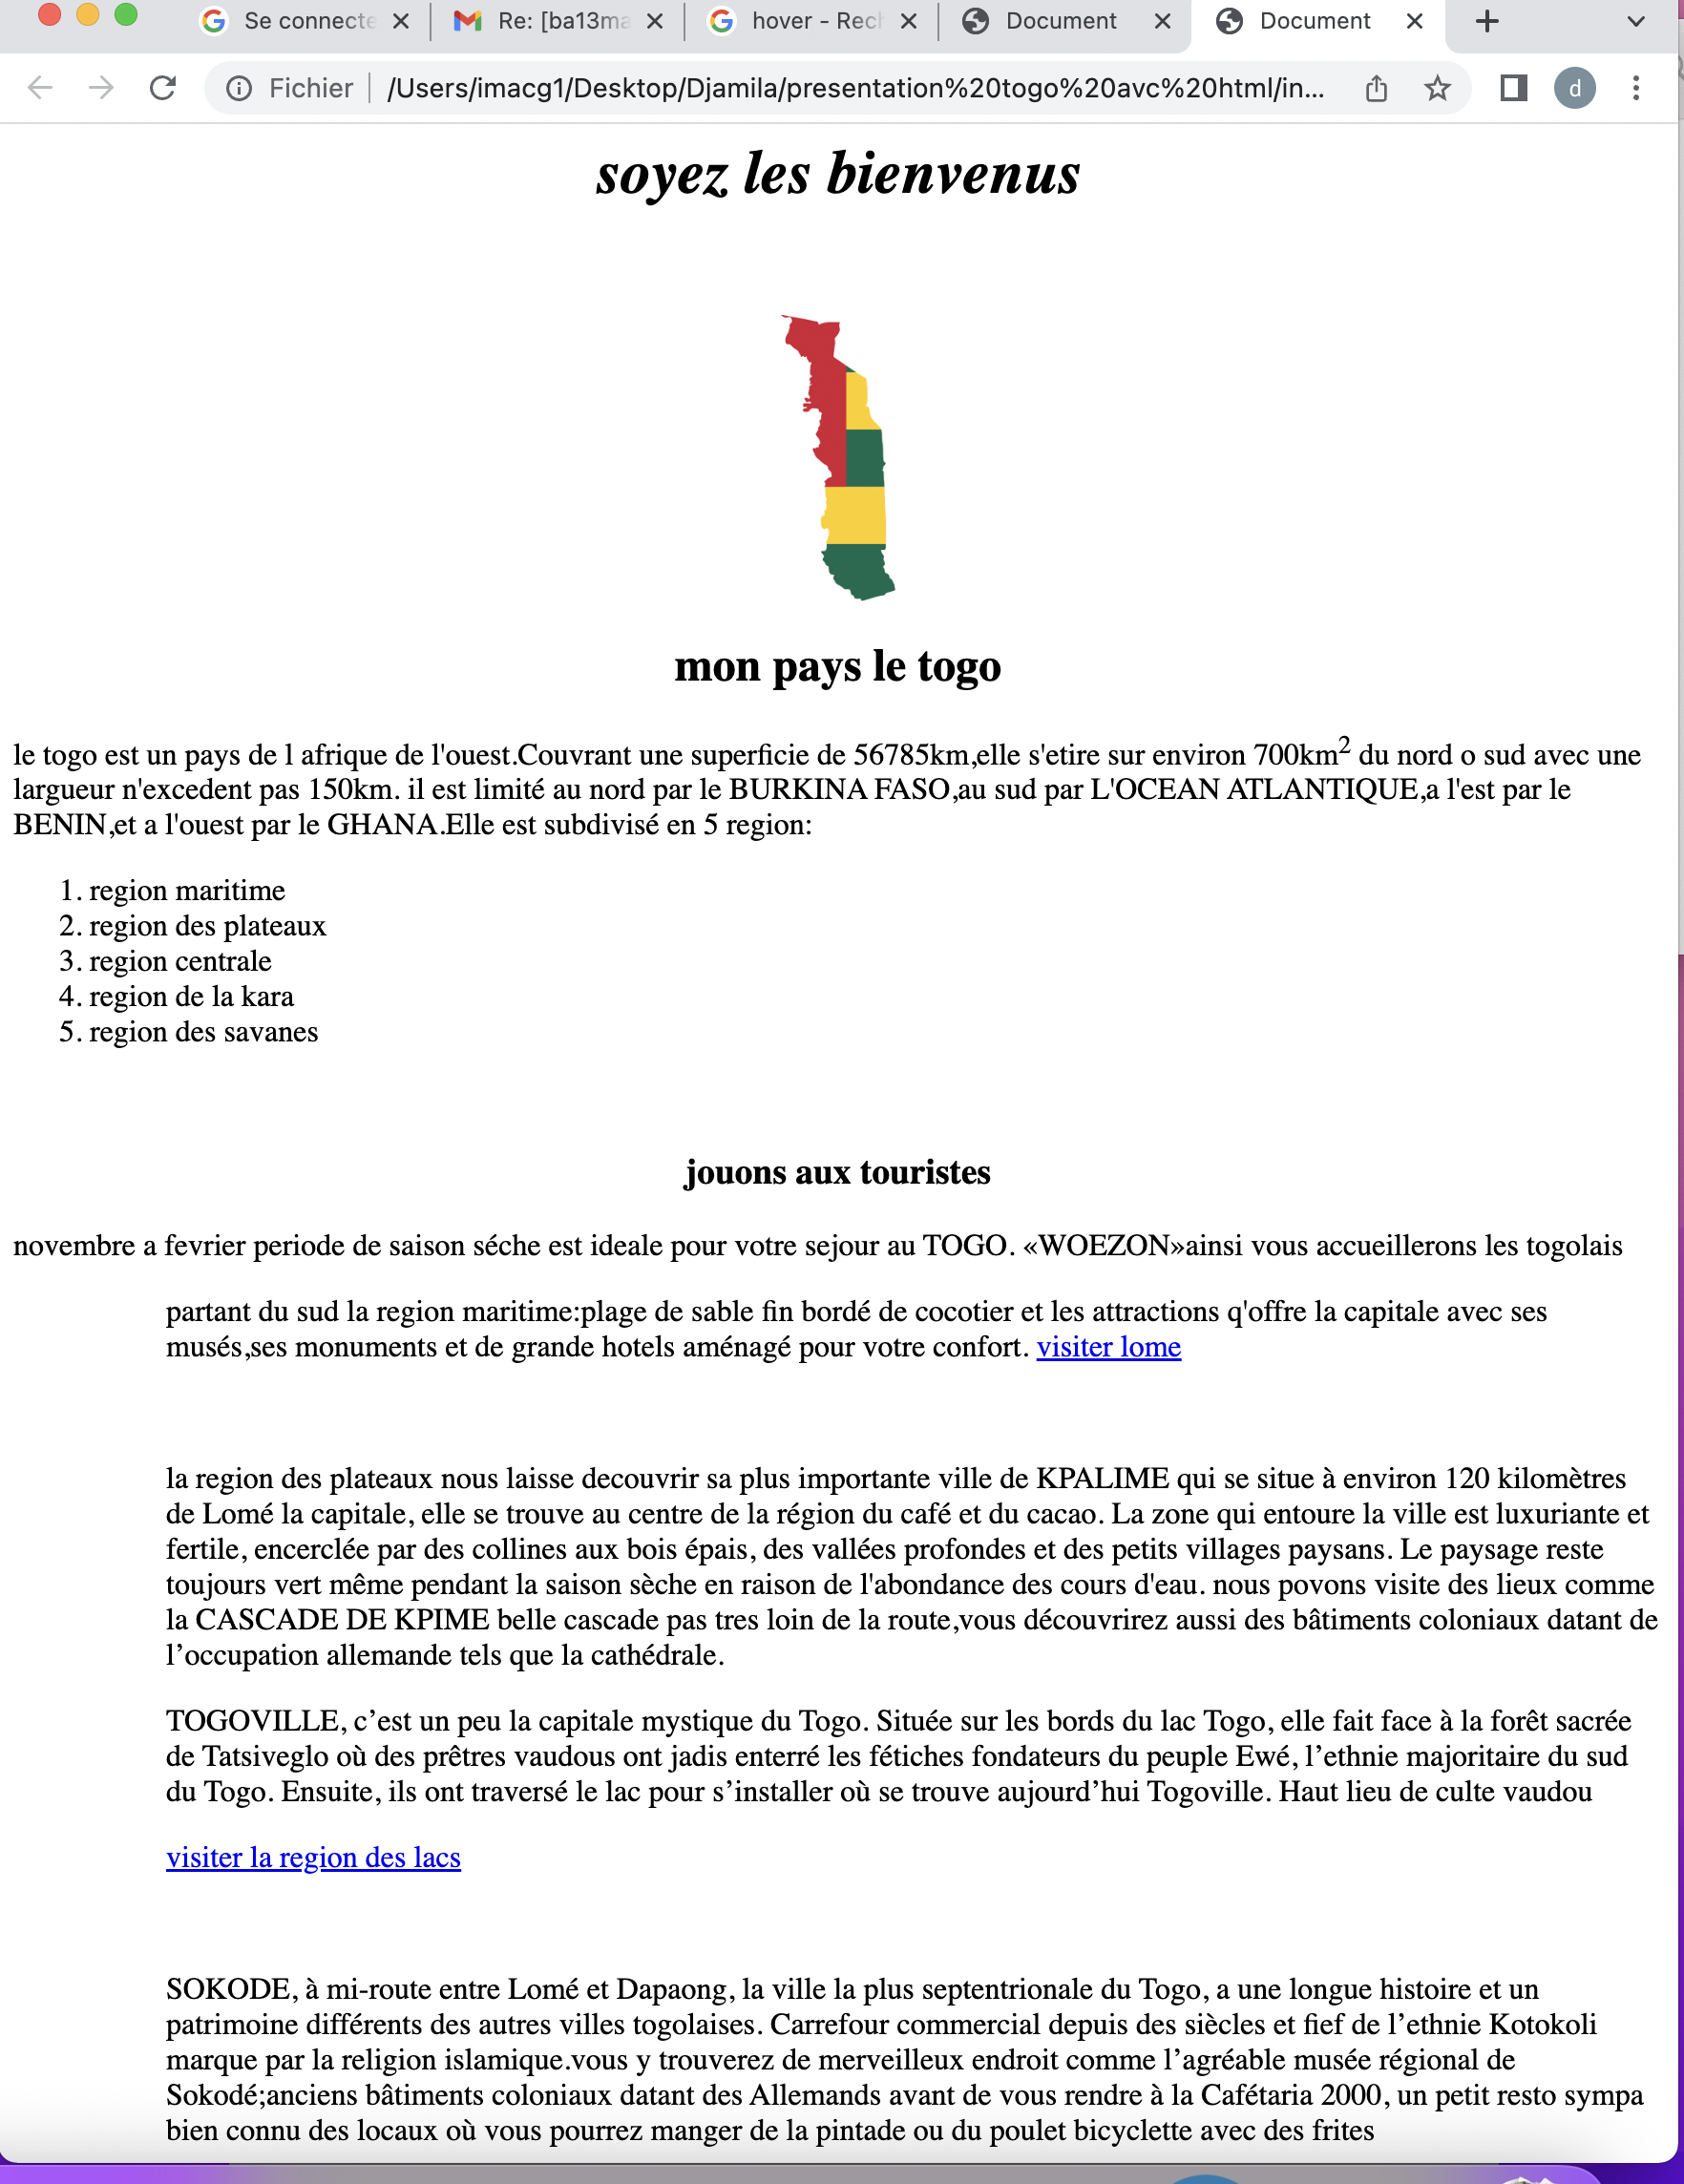 Se connecte
Re: [ba13ma
hover - Rech
Document
Document
Fichier
/Users/imacg1/Desktop/Djamila/presentation%20togo%20avc%20html/in...
d
soyez les bienvenus
mon pays le togo
le togo est un pays de l afrique de l'ouest.Couvrant une superficie de 56785km,elle s'etire sur environ 700km² du nord o sud avec une
largueur n'excedent pas 150km. il est limité au nord par le BURKINA FASO,au sud par L'OCEAN ATLANTIQUE,a l'est par le
BENIN,et a l'ouest par le GHANA.Elle est subdivisé en 5 region:
1. region maritime
2. region des plateaux
3. region centrale
4. region de la kara
5. region des savanes
jouons aux touristes
novembre a fevrier periode de saison séche est ideale pour votre sejour au TOGO. «WOEZON»ainsi vous accueillerons les togolais
partant du sud la region maritime:plage de sable fin bordé de cocotier et les attractions q'offre la capitale avec ses
musés,ses monuments et de grande hotels aménagé pour votre confort. visiter lome
la region des plateaux nous laisse decouvrir sa plus importante ville de KPALIME qui se situe à environ 120 kilomètres
de Lomé la capitale, elle se trouve au centre de la région du café et du cacao. La zone qui entoure la ville est luxuriante et
fertile, encerclée par des collines aux bois épais, des vallées profondes et des petits villages paysans. Le paysage reste
toujours vert même pendant la saison sèche en raison de l'abondance des cours d'eau. nous povons visite des lieux comme
la CASCADE DE KPIME belle cascade pas tres loin de la route,vous découvrirez aussi des bâtiments coloniaux datant de
l’occupation allemande tels que la cathédrale.
TOGOVILLE, c’est un peu la capitale mystique du Togo. Située sur les bords du lac Togo, elle fait face à la forêt sacrée
de Tatsiveglo où des prêtres vaudous ont jadis enterré les fétiches fondateurs du peuple Ewé, l’ethnie majoritaire du sud
du Togo. Ensuite, ils ont traversé le lac pour s’installer où se trouve aujourd’hui Togoville. Haut lieu de culte vaudou
visiter la region des lacs
SOKODE, à mi-route entre Lomé et Dapaong, la ville la plus septentrionale du Togo, a une longue histoire et un
patrimoine différents des autres villes togolaises. Carrefour commercial depuis des siècles et fief de l’ethnie Kotokoli
marque par la religion islamique.vous y trouverez de merveilleux endroit comme l’agréable musée régional de
Sokodé;anciens bâtiments coloniaux datant des Allemands avant de vous rendre à la Cafétaria 2000, un petit resto sympa
bien connu des locaux où vous pourrez manger de la pintade ou du poulet bicyclette avec des frites